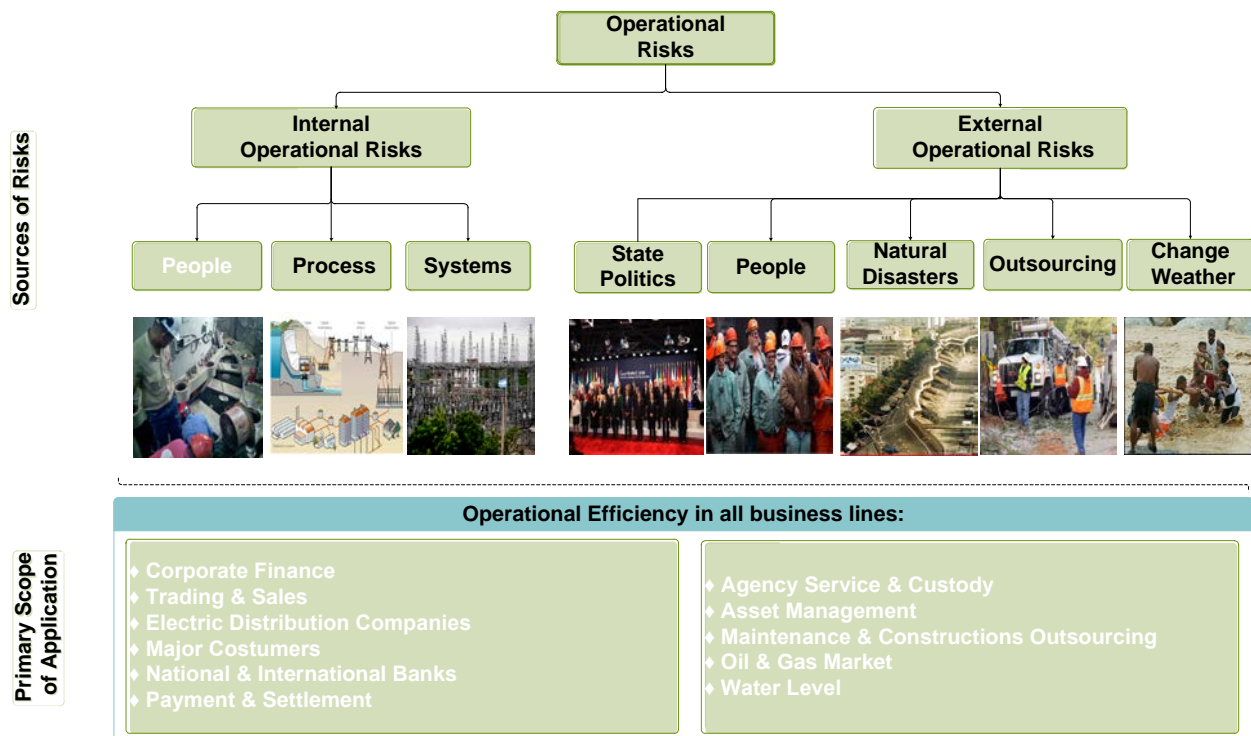 Operational
Risks
Sources of Risks
Internal
Operational Risks
External
Operational Risks
People
Process
Systems
State
Politics
People
Natural
Disasters
Outsourcing
Change
Weather
Primary Scope
of Application
Operational Efficiency in all business lines:
♦ Corporate Finance
♦ Trading & Sales
♦ Electric Distribution Companies
♦ Major Costumers
♦ National & International Banks
♦ Payment & Settlement
♦ Agency Service & Custody
♦ Asset Management
♦ Maintenance & Constructions Outsourcing
♦ Oil & Gas Market
♦ Water Level